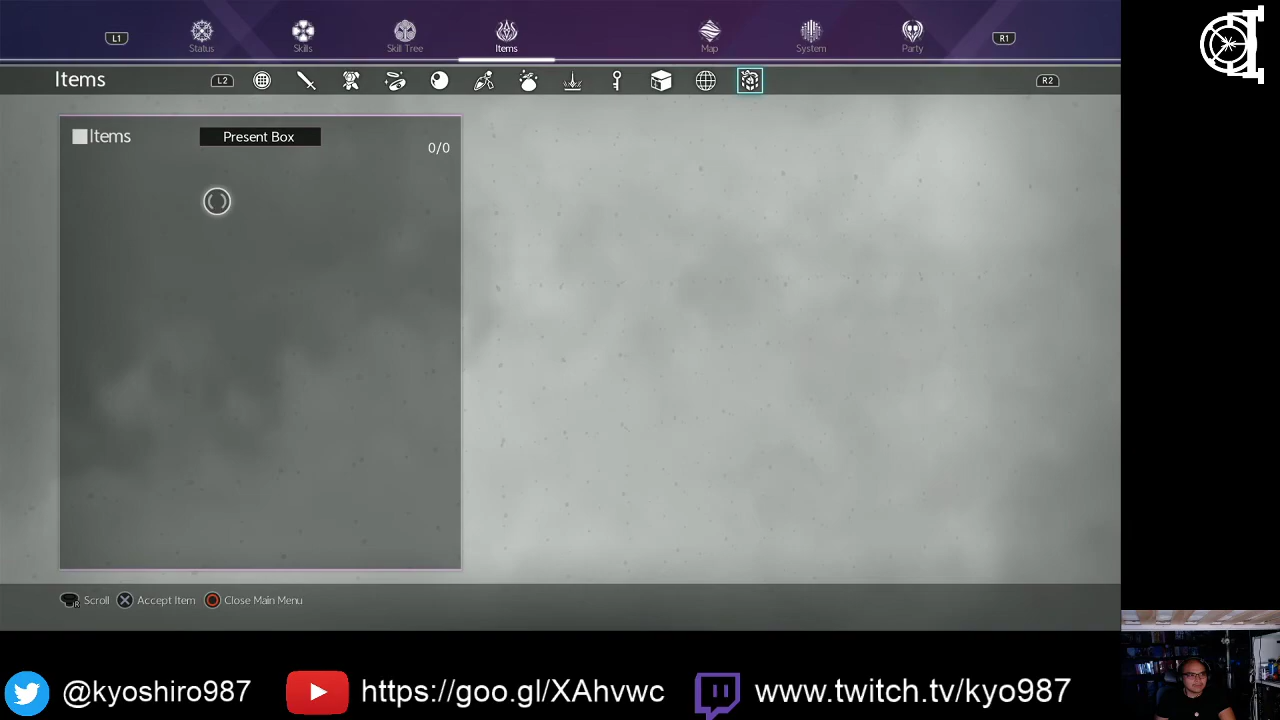 L1 Status Skills Skill Tree Items Map System Party R1
Items L2 R2
Items Present Box
0/0
R Scroll Accept Item Close Main Menu
@kyoshiro987 https://goo.gl/XAhvwc www.twitch.tv/kyo987